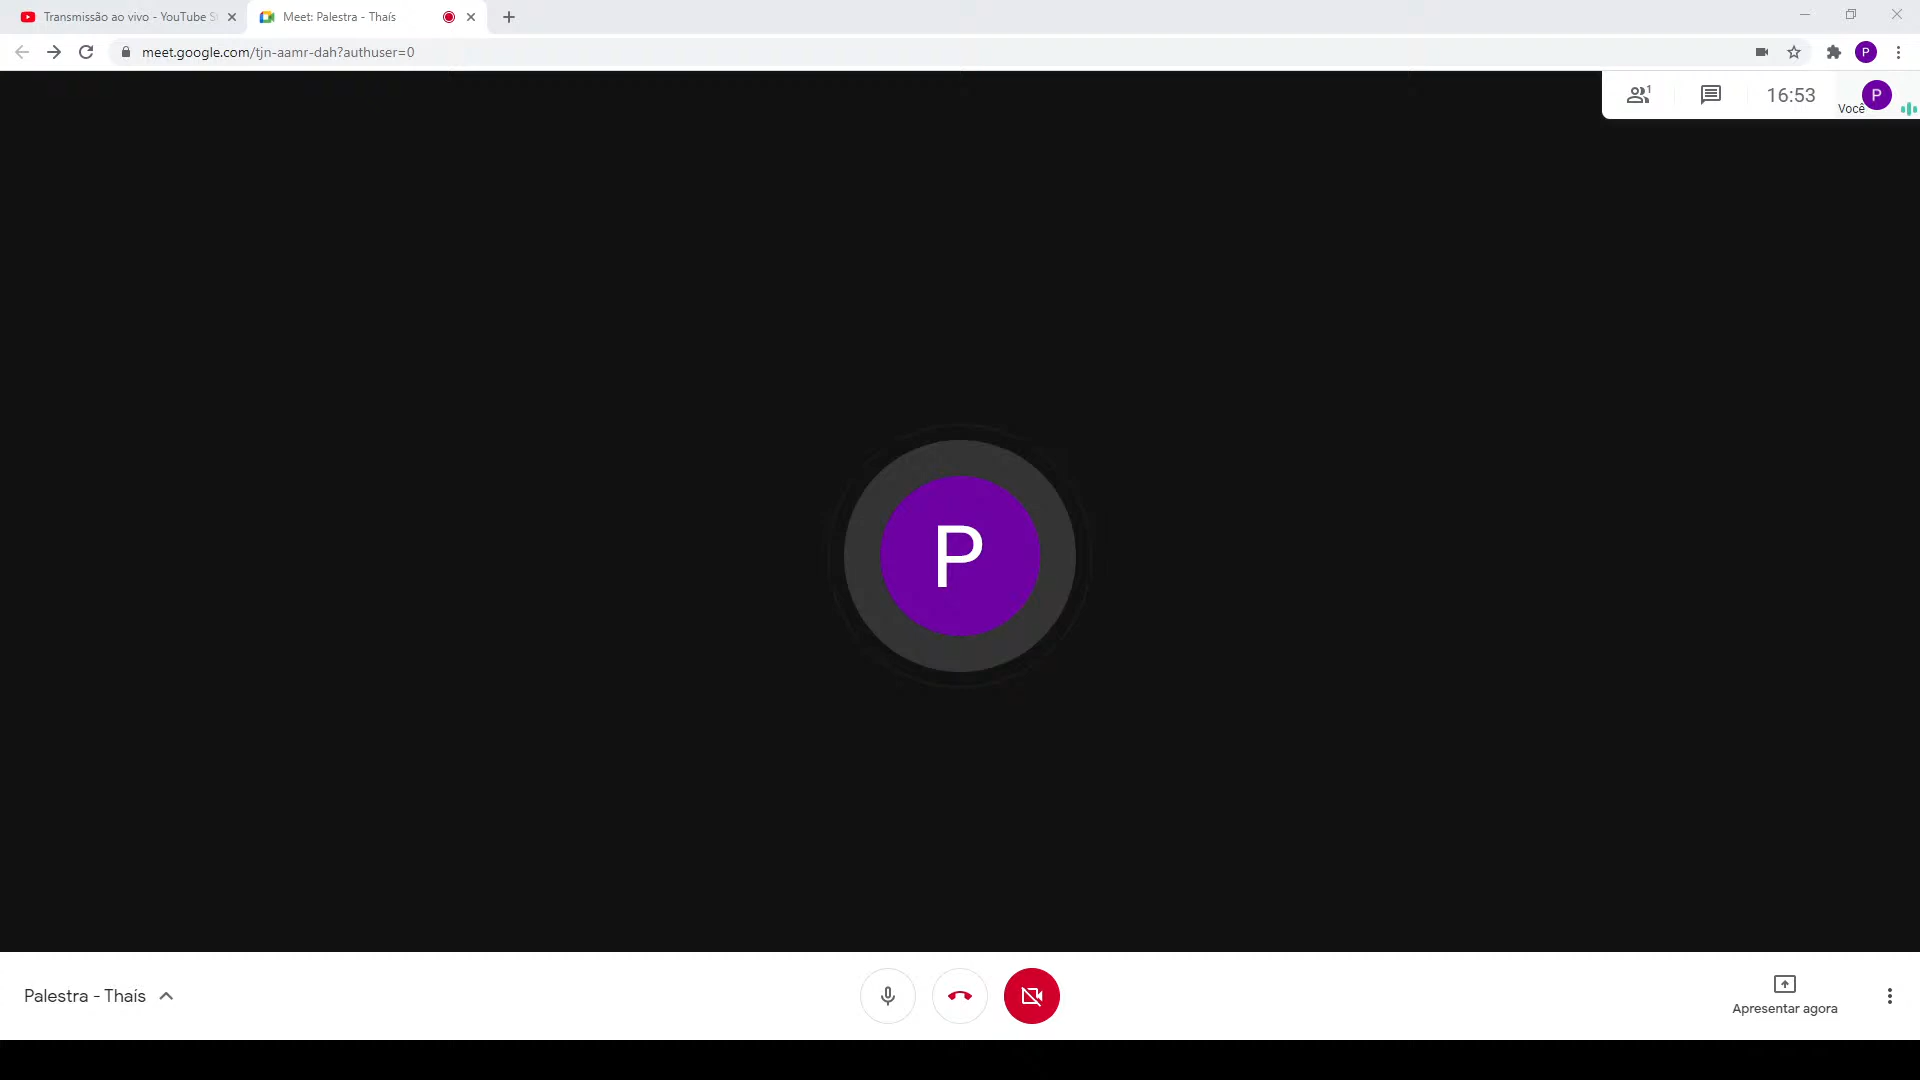 Transmissão ao vivo - YouTube S
Meet: Palestra - Thaís
meet.google.com/tjn-aamr-dah?authuser=0
P
1
16:53
Você
P
P
Palestra - Thaís
Apresentar agora